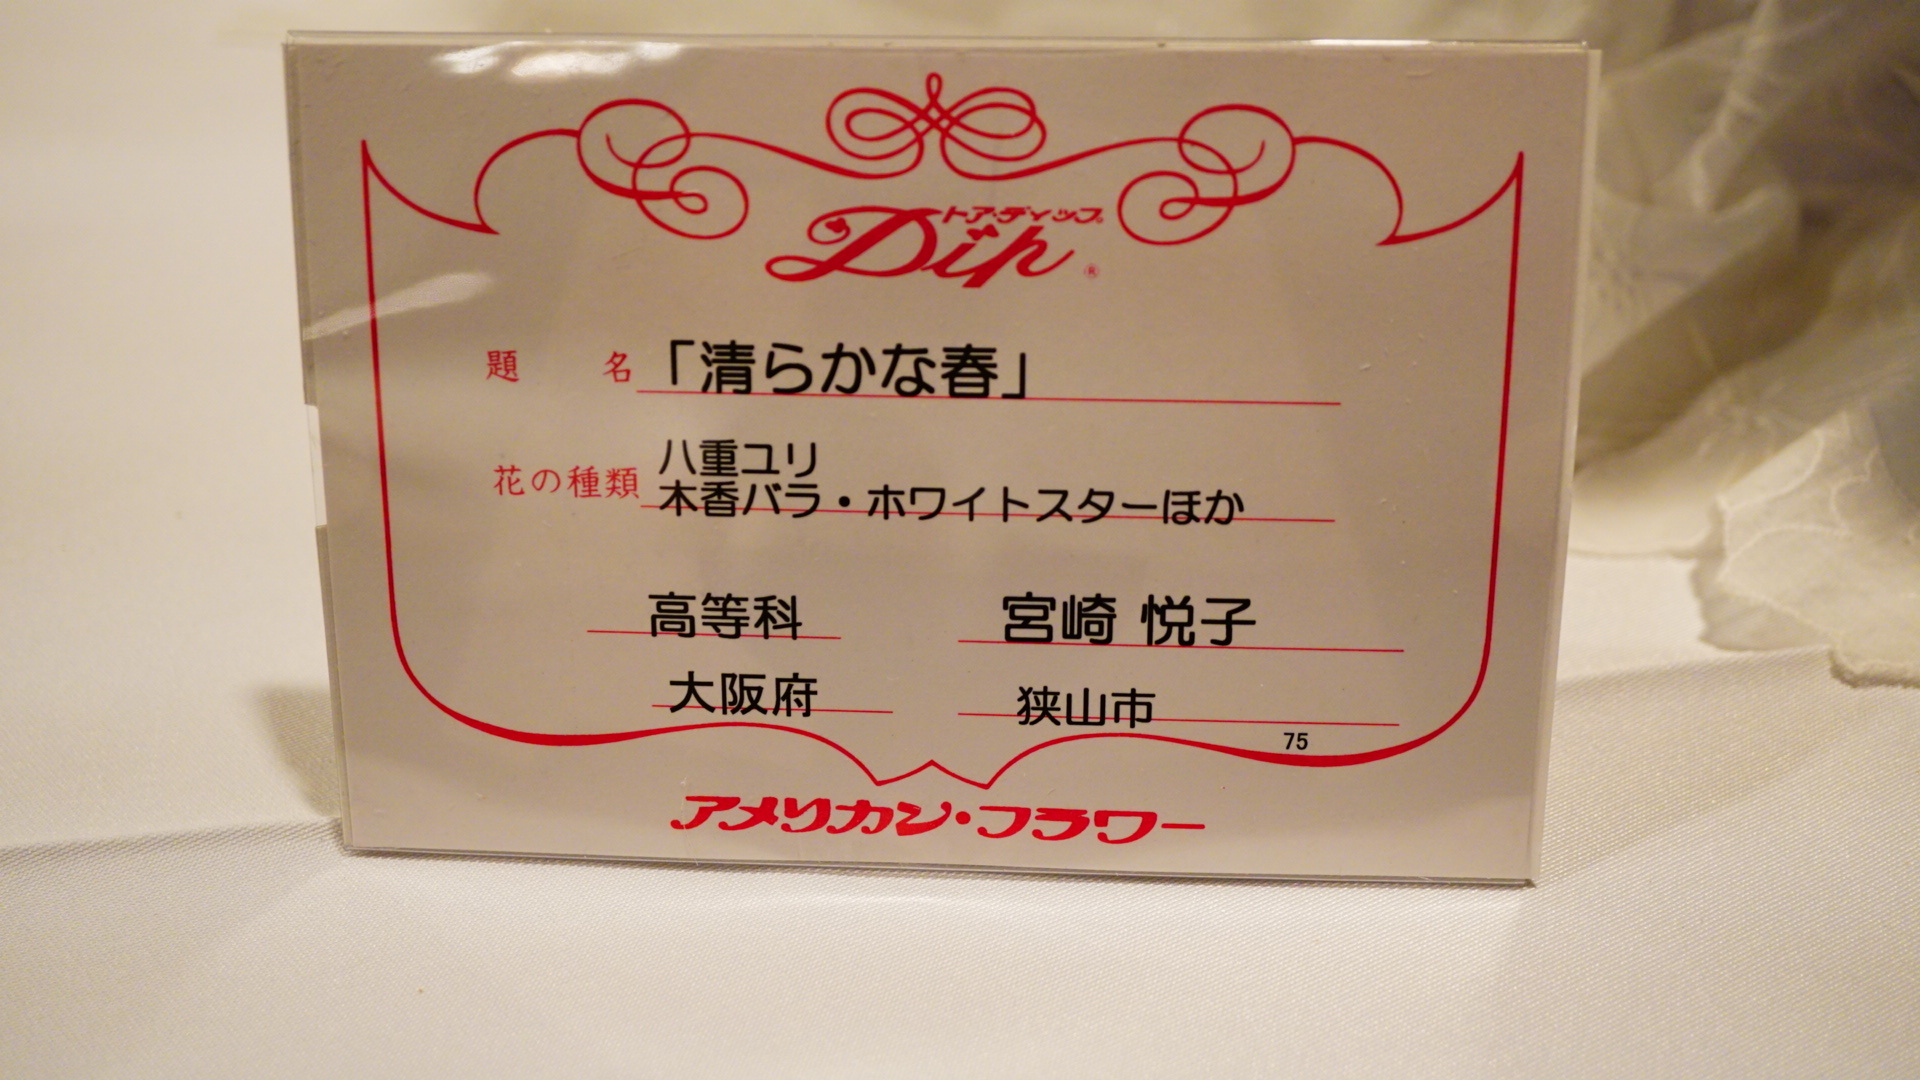 トア・ディップ
Dip ®
題名 「清らかな春」
花の種類 八重ユリ
木香バラ・ホワイトスターほか
高等科 宮崎 悦子
大阪府 狭山市
75
アメリカン・フラワー